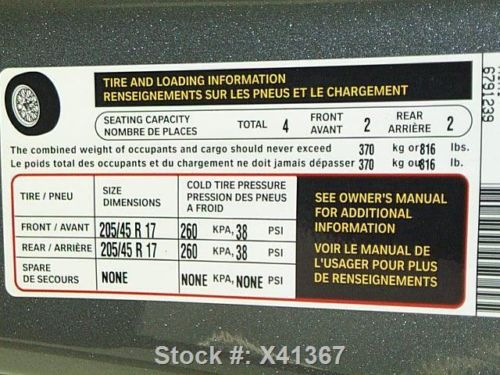 TIRE AND LOADING INFORMATION
RENSEIGNEMENTS SUR LES PNEUS ET LE CHARGEMENT
SEATING CAPACITY
NOMBRE DE PLACES
TOTAL 4
FRONT
AVANT 2
REAR
ARRIÈRE 2
The combined weight of occupants and cargo should never exceed 370 kg or 816 lbs.
Le poids total des occupants et du chargement ne doit jamais dépasser 370 kg ou 816 lb.
TIRE / PNEU
SIZE
DIMENSIONS
COLD TIRE PRESSURE
PRESSION DES PNEUS
A FROID
FRONT / AVANT 205/45 R 17 260 KPA, 38 PSI
REAR / ARRIÈRE 205/45 R 17 260 KPA, 38 PSI
SPARE
DE SECOURS NONE NONE KPA, NONE PSI
SEE OWNER'S MANUAL
FOR ADDITIONAL
INFORMATION
VOIR LE MANUEL DE
L'USAGER POUR PLUS
DE RENSEIGNEMENTS
6791239
Stock #: X41367